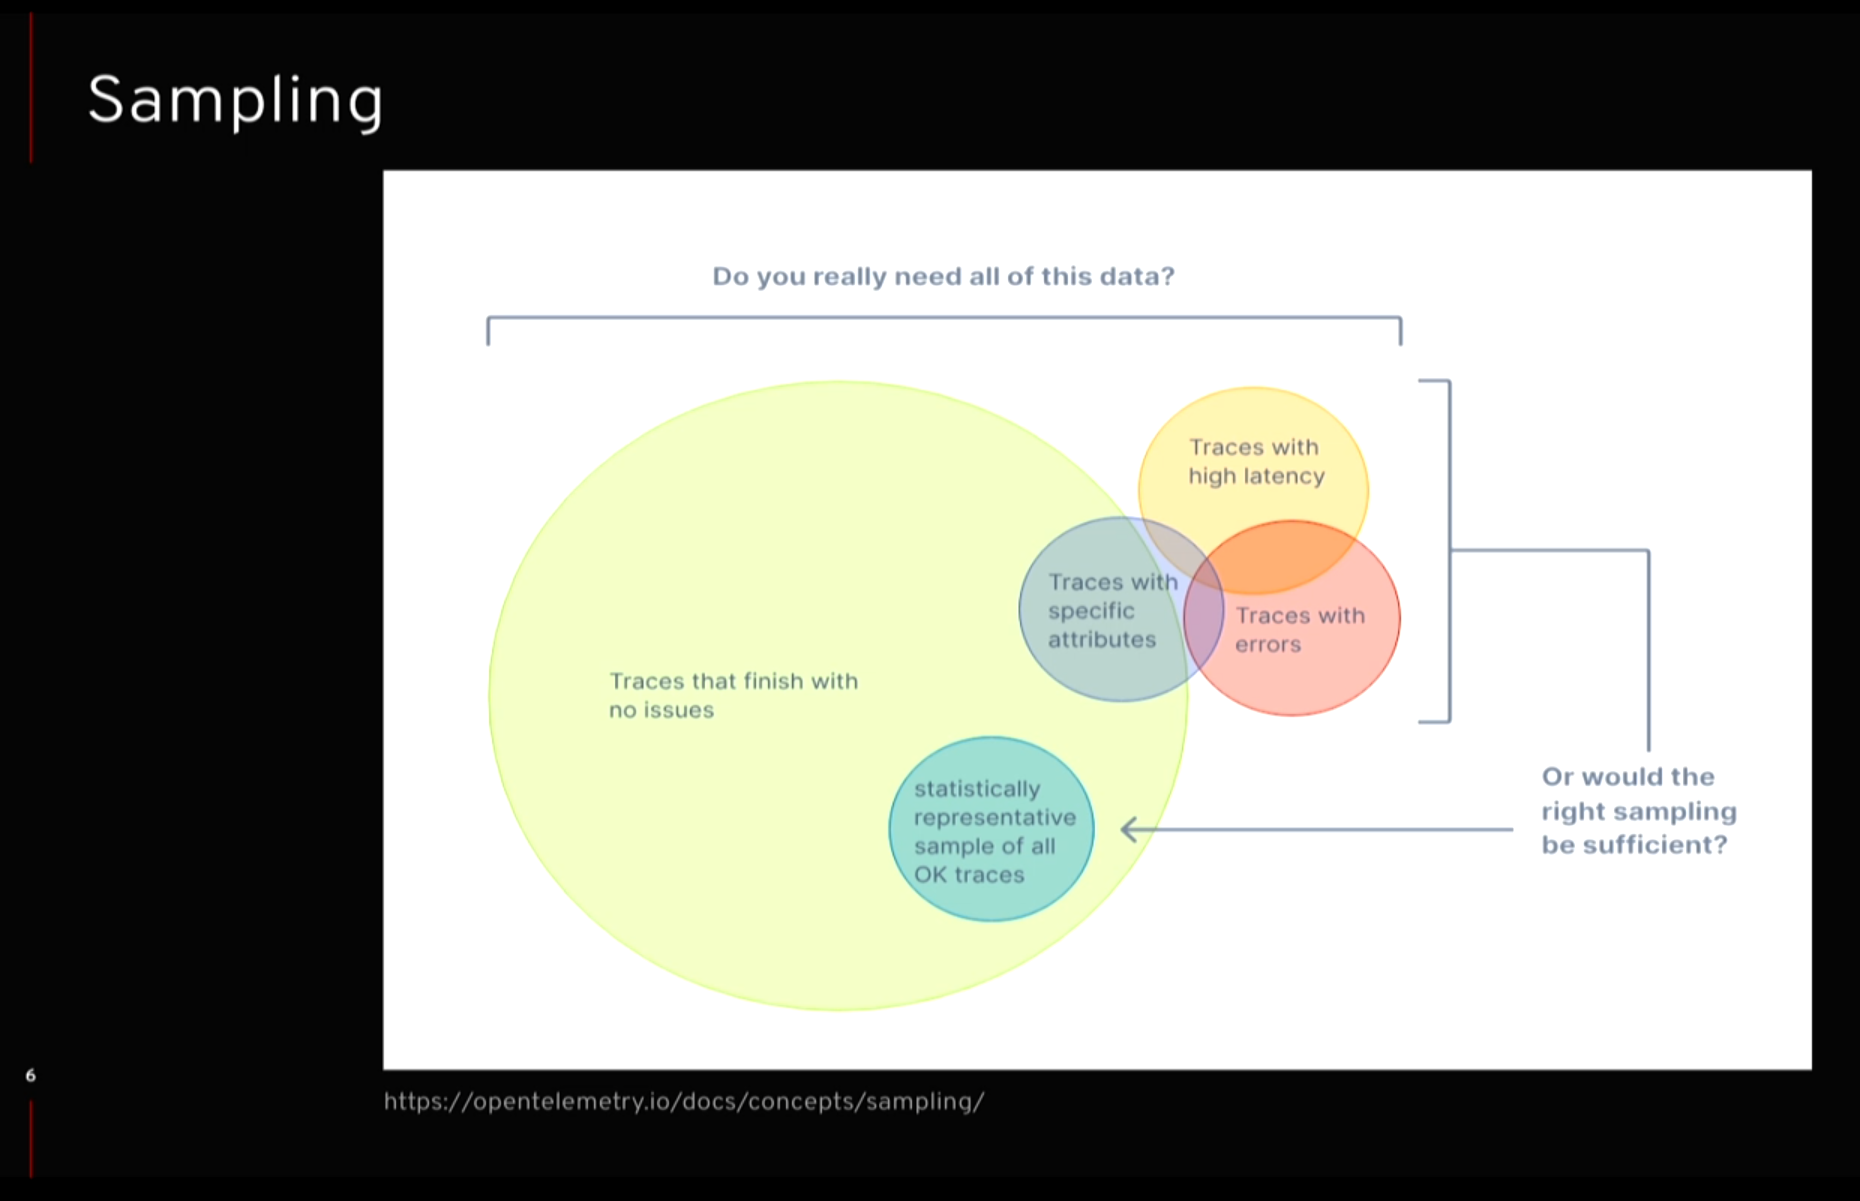 Sampling
Do you really need all of this data?
Traces with
high latency
Traces with
specific
attributes
Traces with
errors
Traces that finish with
no issues
statistically
representative
sample of all
OK traces
Or would the
right sampling
be sufficient?
6
https://opentelemetry.io/docs/concepts/sampling/